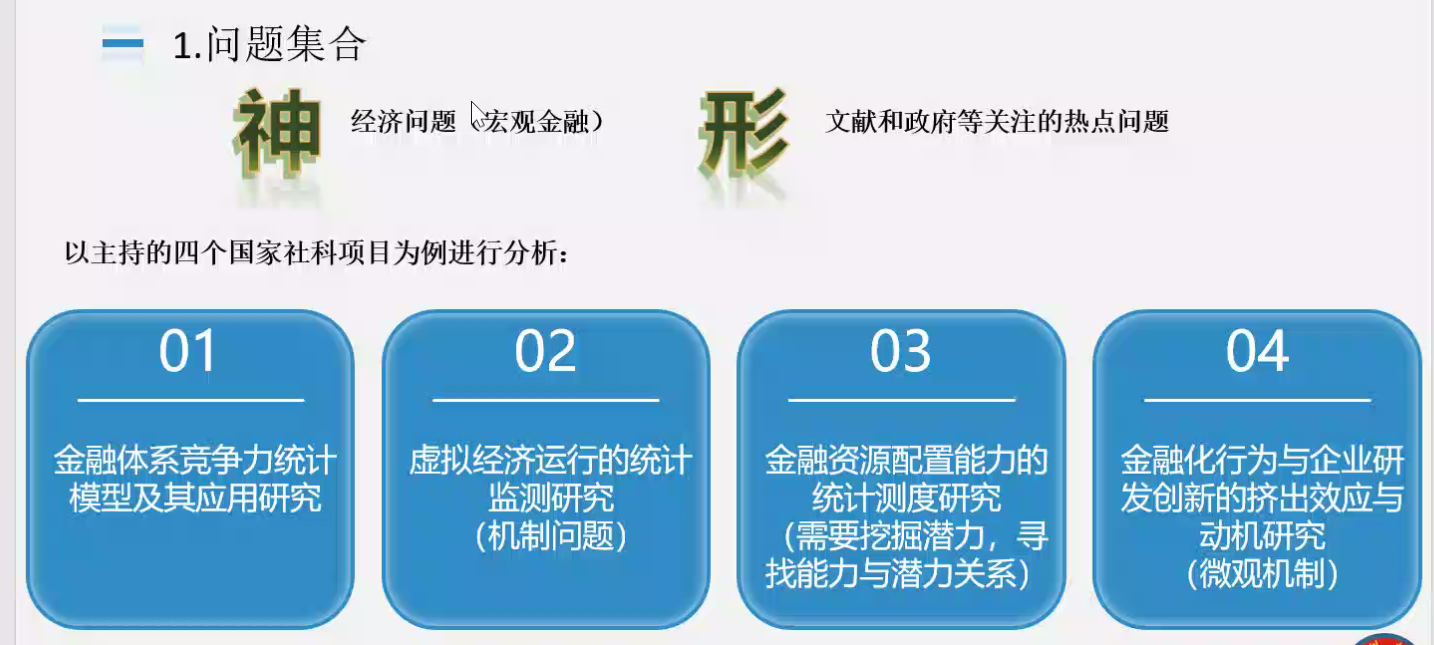 1.问题集合
神 经济问题（宏观金融） 形 文献和政府等关注的热点问题
以主持的四个国家社科项目为例进行分析：
01
金融体系竞争力统计
模型及其应用研究
02
虚拟经济运行的统计
监测研究
（机制问题）
03
金融资源配置能力的
统计测度研究
（需要挖掘潜力，寻
找能力与潜力关系）
04
金融化行为与企业研
发创新的挤出效应与
动机研究
（微观机制）